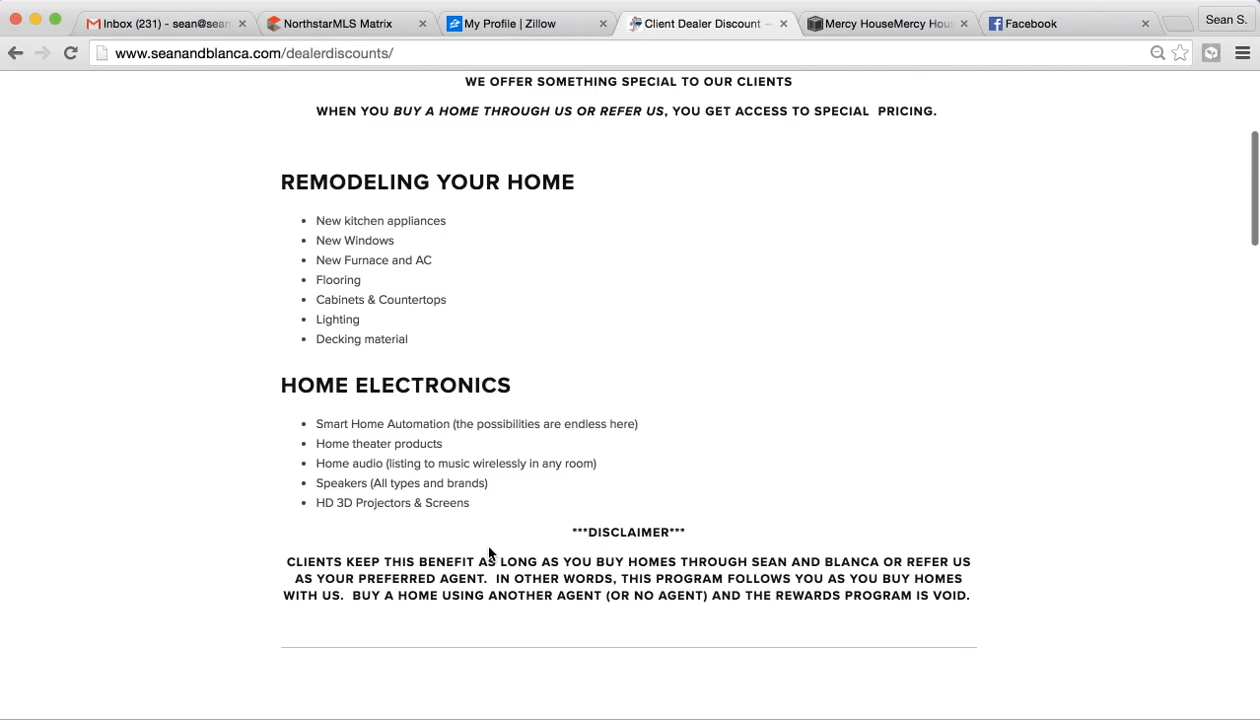 Inbox (231) - sean@sean
NorthstarMLS Matrix
My Profile | Zillow
Client Dealer Discount –
Mercy HouseMercy Hou
Facebook
Sean S.
www.seanandblanca.com/dealerdiscounts/
WE OFFER SOMETHING SPECIAL TO OUR CLIENTS
WHEN YOU BUY A HOME THROUGH US OR REFER US, YOU GET ACCESS TO SPECIAL PRICING.
REMODELING YOUR HOME
• New kitchen appliances
• New Windows
• New Furnace and AC
• Flooring
• Cabinets & Countertops
• Lighting
• Decking material
HOME ELECTRONICS
• Smart Home Automation (the possibilities are endless here)
• Home theater products
• Home audio (listing to music wirelessly in any room)
• Speakers (All types and brands)
• HD 3D Projectors & Screens
***DISCLAIMER***
CLIENTS KEEP THIS BENEFIT AS LONG AS YOU BUY HOMES THROUGH SEAN AND BLANCA OR REFER US
AS YOUR PREFERRED AGENT. IN OTHER WORDS, THIS PROGRAM FOLLOWS YOU AS YOU BUY HOMES
WITH US. BUY A HOME USING ANOTHER AGENT (OR NO AGENT) AND THE REWARDS PROGRAM IS VOID.